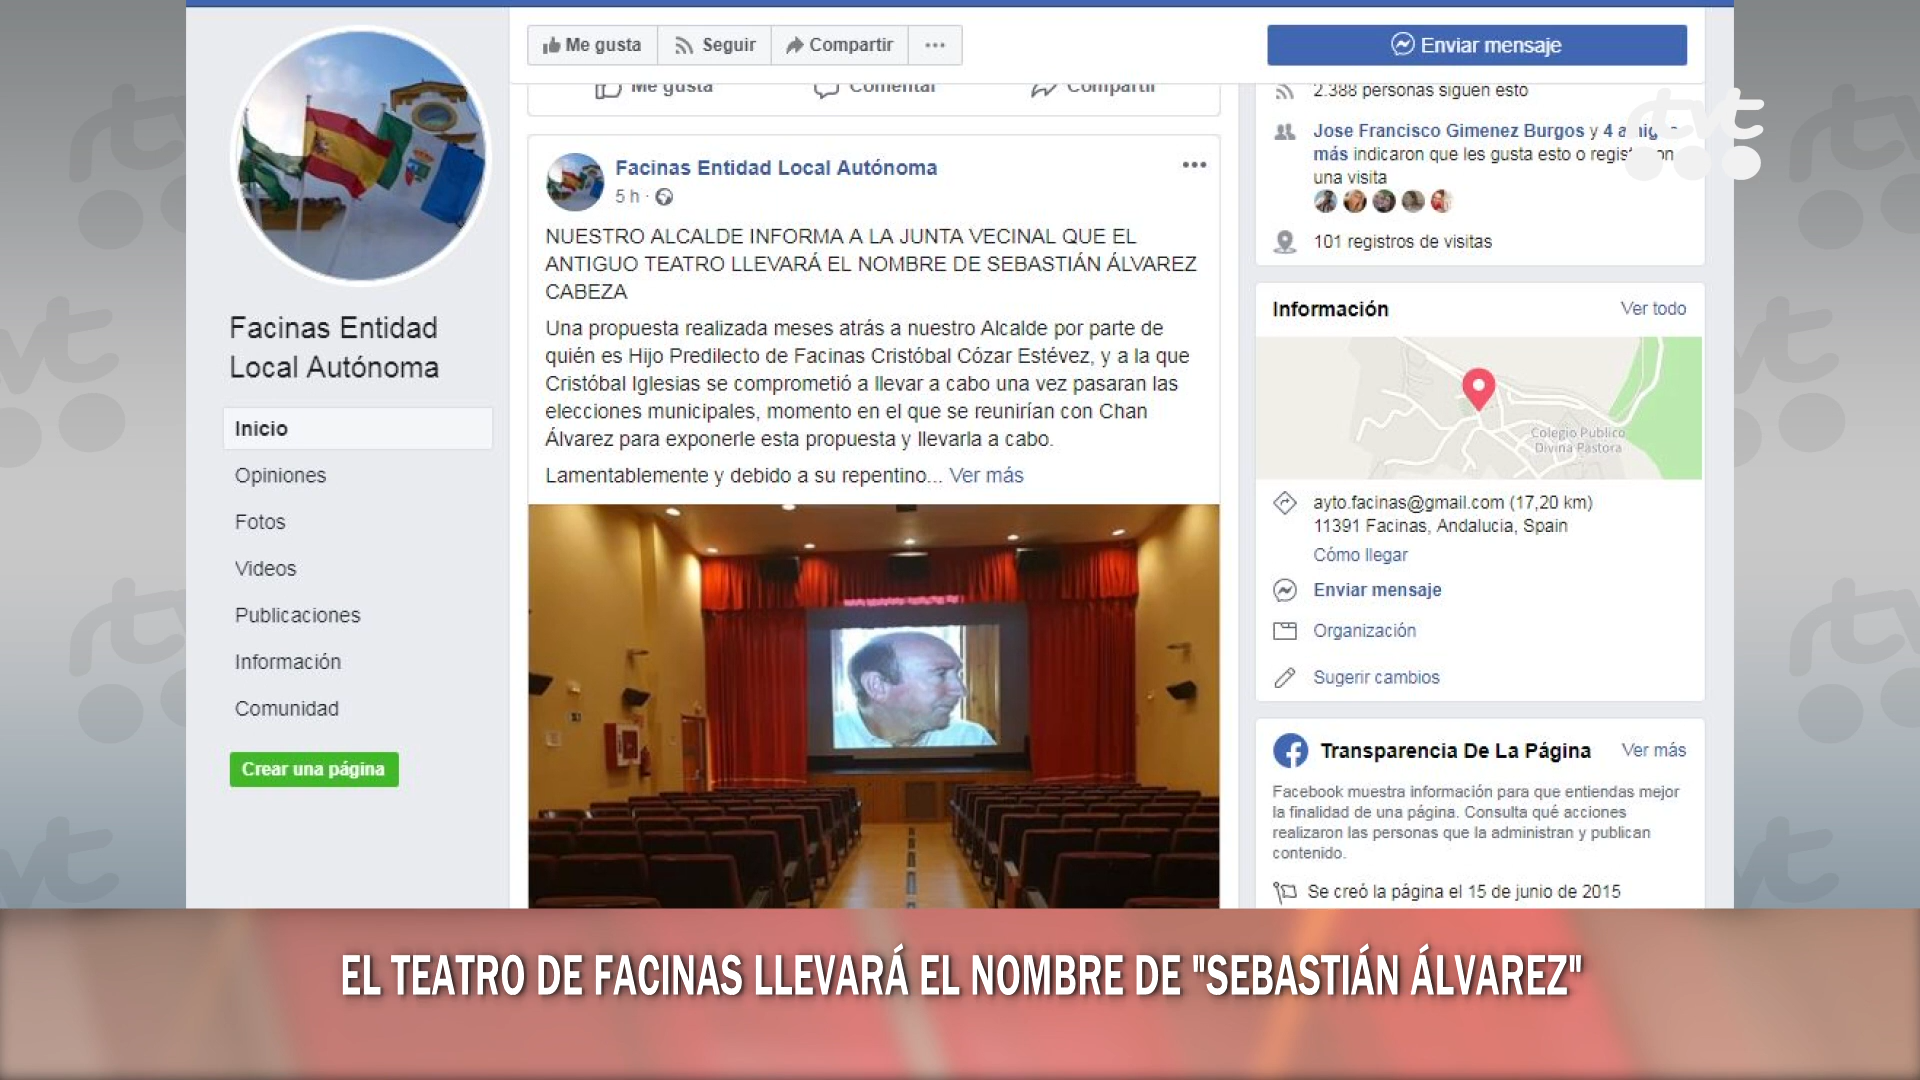 Me gusta
Seguir
Compartir
Enviar mensaje
Me gusta
Comentar
Compartir
Facinas Entidad Local Autónoma
5 h ·
NUESTRO ALCALDE INFORMA A LA JUNTA VECINAL QUE EL
ANTIGUO TEATRO LLEVARÁ EL NOMBRE DE SEBASTIÁN ÁLVAREZ
CABEZA
Una propuesta realizada meses atrás a nuestro Alcalde por parte de
quién es Hijo Predilecto de Facinas Cristóbal Cózar Estévez, y a la que
Cristóbal Iglesias se comprometió a llevar a cabo una vez pasaran las
elecciones municipales, momento en el que se reunirían con Chan
Álvarez para exponerle esta propuesta y llevarla a cabo.
Lamentablemente y debido a su repentino... Ver más
Facinas Entidad
Local Autónoma
Inicio
Opiniones
Fotos
Videos
Publicaciones
Información
Comunidad
Crear una página
2.388 personas siguen esto
Jose Francisco Gimenez Burgos y 4 amigos
más indicaron que les gusta esto o registraron
una visita
101 registros de visitas
Información
Ver todo
Colegio Publico
Divina Pastora
ayto.facinas@gmail.com (17,20 km)
11391 Facinas, Andalucia, Spain
Cómo llegar
Enviar mensaje
Organización
Sugerir cambios
Transparencia De La Página
Ver más
Facebook muestra información para que entiendas mejor
la finalidad de una página. Consulta qué acciones
realizaron las personas que la administran y publican
contenido.
Se creó la página el 15 de junio de 2015
rtvt
EL TEATRO DE FACINAS LLEVARÁ EL NOMBRE DE "SEBASTIÁN ÁLVAREZ"